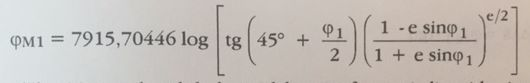 φM1 = 7915,70446 log [ tg ( 45° + φ1/2 ) ( 1 - e sinφ1 / 1 + e sinφ1 )^e/2 ]